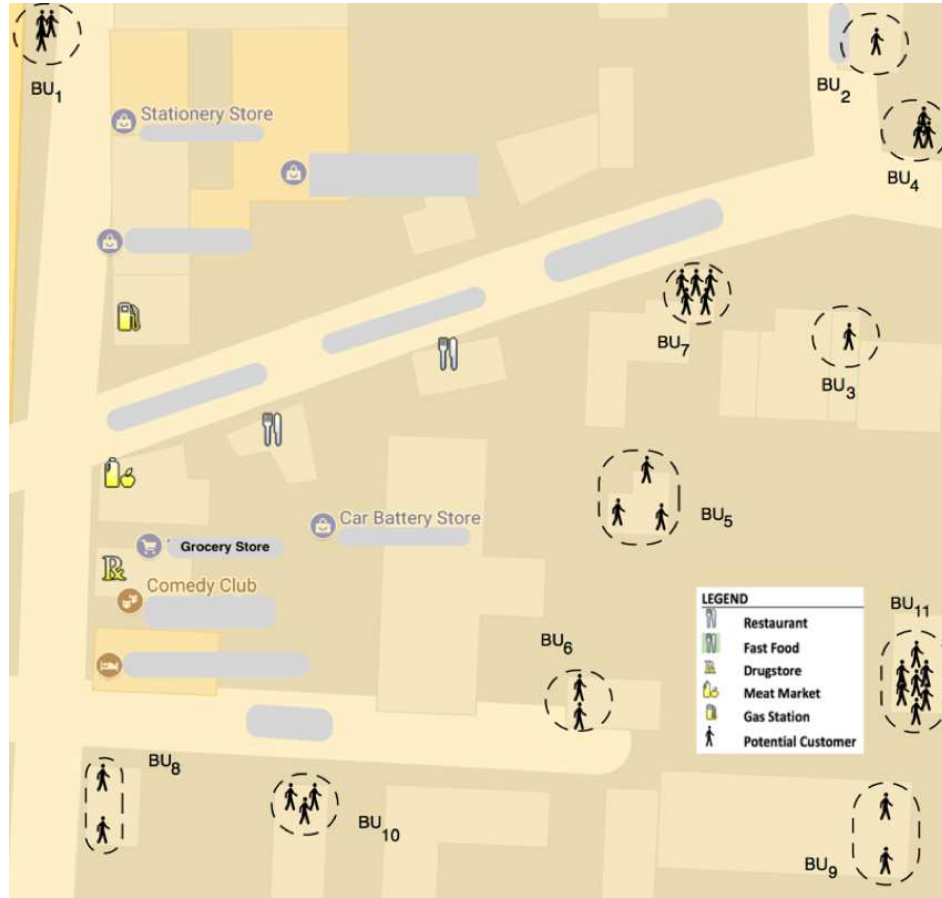 BU1
BU2
Stationery Store
BU4
BU7
BU3
Car Battery Store
BU5
Grocery Store
Comedy Club
LEGEND
Restaurant
Fast Food
Drugstore
Meat Market
Gas Station
Potential Customer
BU11
BU6
BU8
BU10
BU9